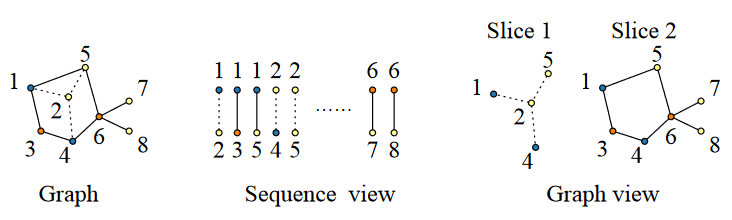 Slice 1 Slice 2
5 5 5
1 1 1 1 2 2 6 6 1 1 7
7
2 2
3 4 6 8 2 3 5 4 5 ...... 7 8 4 3 4 6 8
Graph Sequence view Graph view